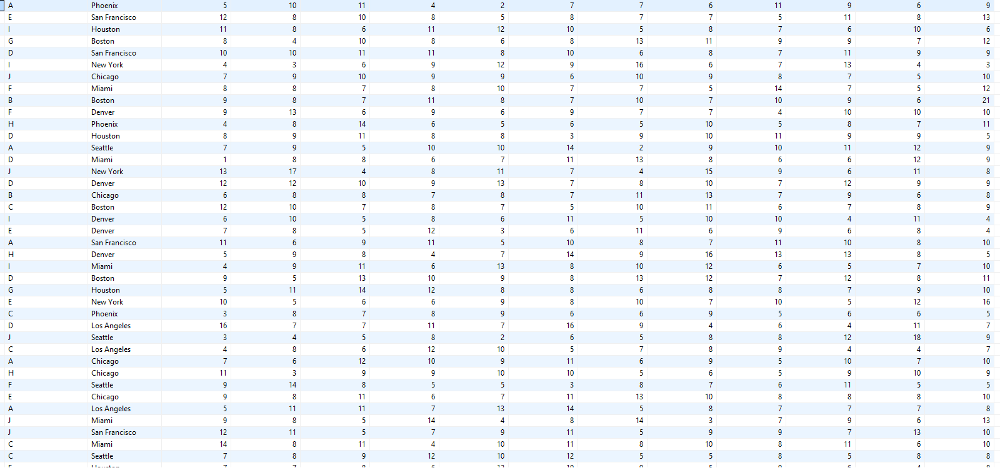 A Phoenix 5 10 11 4 2 7 7 6 11 9 6 9
E San Francisco 12 8 10 8 5 8 7 7 5 11 8 13
I Houston 11 8 6 11 12 10 5 8 7 6 10 6
G Boston 8 4 10 8 6 8 13 11 9 9 7 12
D San Francisco 10 10 11 11 8 10 6 8 7 11 9 9
I New York 4 3 6 9 12 9 16 6 7 13 4 3
J Chicago 7 9 10 9 9 6 10 9 8 7 5 10
F Miami 8 8 7 8 10 7 7 5 14 7 5 12
B Boston 9 8 7 11 8 7 10 7 10 9 6 21
F Denver 9 13 6 9 6 9 7 7 4 10 10 10
H Phoenix 4 8 14 6 5 6 5 10 5 8 7 11
D Houston 8 9 11 8 8 3 9 10 11 9 9 5
A Seattle 7 9 5 10 10 14 2 9 10 11 12 9
D Miami 1 8 8 6 7 11 13 8 6 6 12 9
J New York 13 17 4 8 11 7 4 15 9 6 11 8
D Denver 12 12 10 9 13 7 8 10 7 12 9 9
B Chicago 6 8 8 7 8 7 11 13 7 9 6 8
C Boston 12 10 7 8 7 5 10 11 6 7 8 9
I Denver 6 10 5 8 6 11 5 10 10 4 11 4
E Denver 7 8 5 12 3 6 11 6 9 6 8 4
A San Francisco 11 6 9 11 5 10 8 7 11 10 8 10
H Denver 5 9 8 4 7 14 9 16 13 13 8 5
I Miami 4 9 11 6 13 8 10 12 6 5 7 10
D Boston 9 5 13 10 9 8 13 12 7 12 8 11
G Houston 5 11 14 12 8 8 6 8 8 7 9 10
E New York 10 5 6 6 9 8 10 7 10 5 12 16
C Phoenix 3 8 7 8 9 6 6 9 5 6 6 5
D Los Angeles 16 7 7 11 7 16 9 4 6 4 11 7
J Seattle 3 4 5 8 2 6 5 8 8 12 18 9
C Los Angeles 4 8 6 12 10 5 7 8 9 4 4 7
A Chicago 7 6 12 10 9 11 6 9 5 10 7 10
H Chicago 11 3 9 9 10 10 5 6 5 9 10 9
F Seattle 9 14 8 5 5 3 8 7 6 11 5 5
E Chicago 9 8 11 6 7 11 13 10 8 8 8 10
A Los Angeles 5 11 11 7 13 14 5 8 7 7 7 8
J Miami 9 8 5 14 4 8 14 3 7 9 6 13
J San Francisco 12 11 5 7 9 11 5 9 9 7 13 10
C Miami 14 8 11 4 10 11 8 10 8 11 6 10
C Seattle 7 8 9 12 10 12 5 5 8 5 8 8